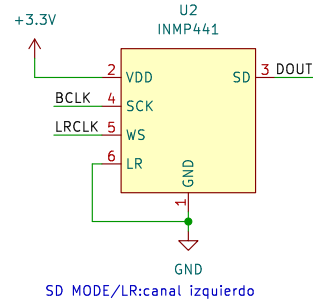 U2
INMP441
+3.3V
2 VDD
SD 3 DOUT
BCLK 4 SCK
LRCLK 5 WS
6 LR
GND
1
GND
SD MODE/LR:canal izquierdo